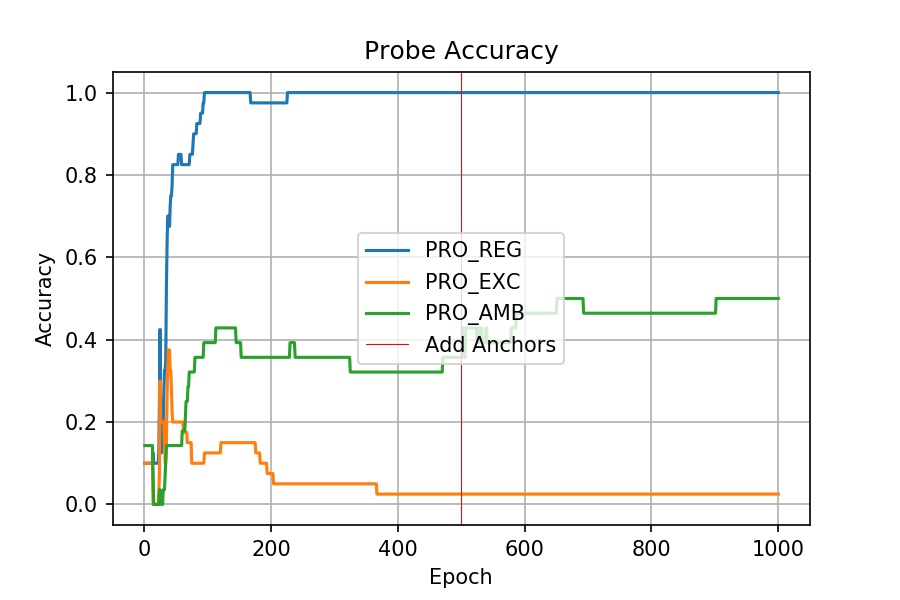 Probe Accuracy
1.0
0.8
0.6
0.4
0.2
0.0
Accuracy
PRO_REG
PRO_EXC
PRO_AMB
Add Anchors
0 200 400 600 800 1000
Epoch